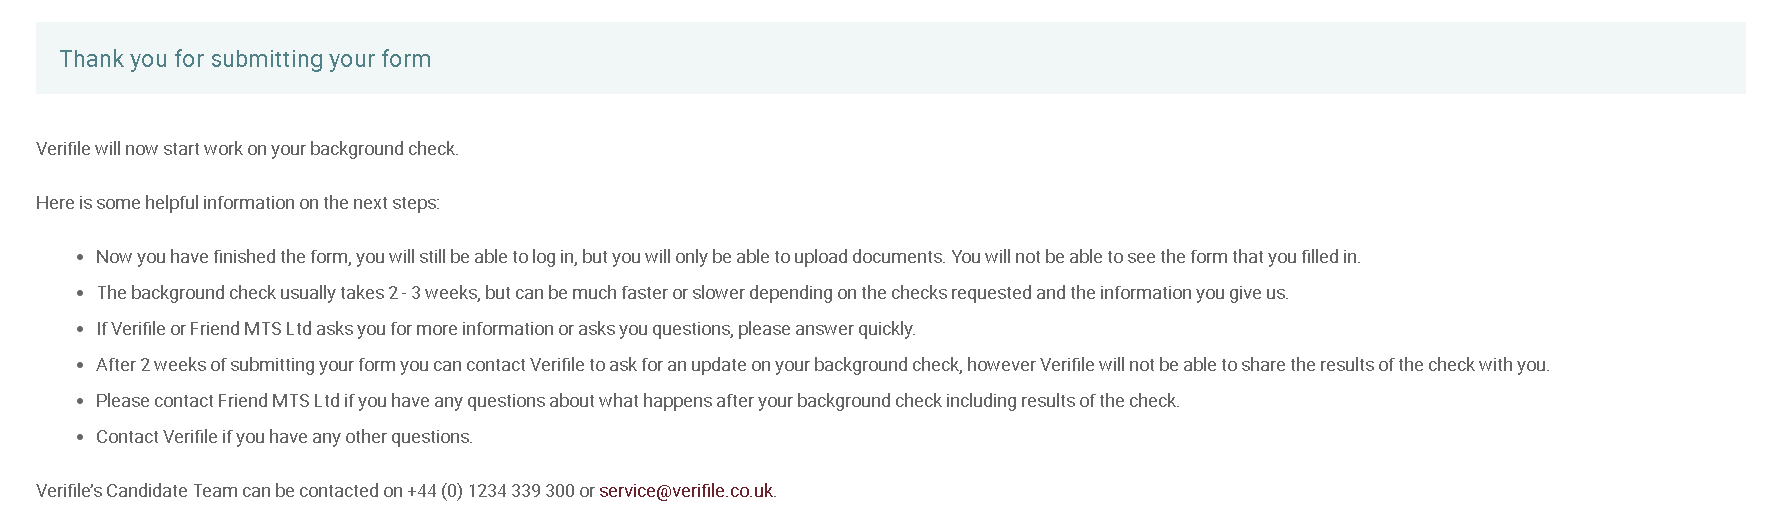 Thank you for submitting your form
Verifile will now start work on your background check.
Here is some helpful information on the next steps:
• Now you have finished the form, you will still be able to log in, but you will only be able to upload documents. You will not be able to see the form that you filled in.
• The background check usually takes 2 - 3 weeks, but can be much faster or slower depending on the checks requested and the information you give us.
• If Verifile or Friend MTS Ltd asks you for more information or asks you questions, please answer quickly.
• After 2 weeks of submitting your form you can contact Verifile to ask for an update on your background check, however Verifile will not be able to share the results of the check with you.
• Please contact Friend MTS Ltd if you have any questions about what happens after your background check including results of the check.
• Contact Verifile if you have any other questions.
Verifile’s Candidate Team can be contacted on +44 (0) 1234 339 300 or service@verifile.co.uk.